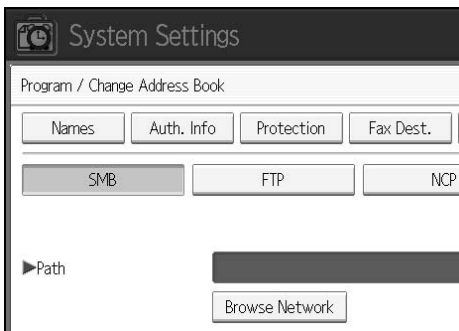 System Settings
Program / Change Address Book
Names Auth. Info Protection Fax Dest.
SMB FTP NCP
▶Path
Browse Network